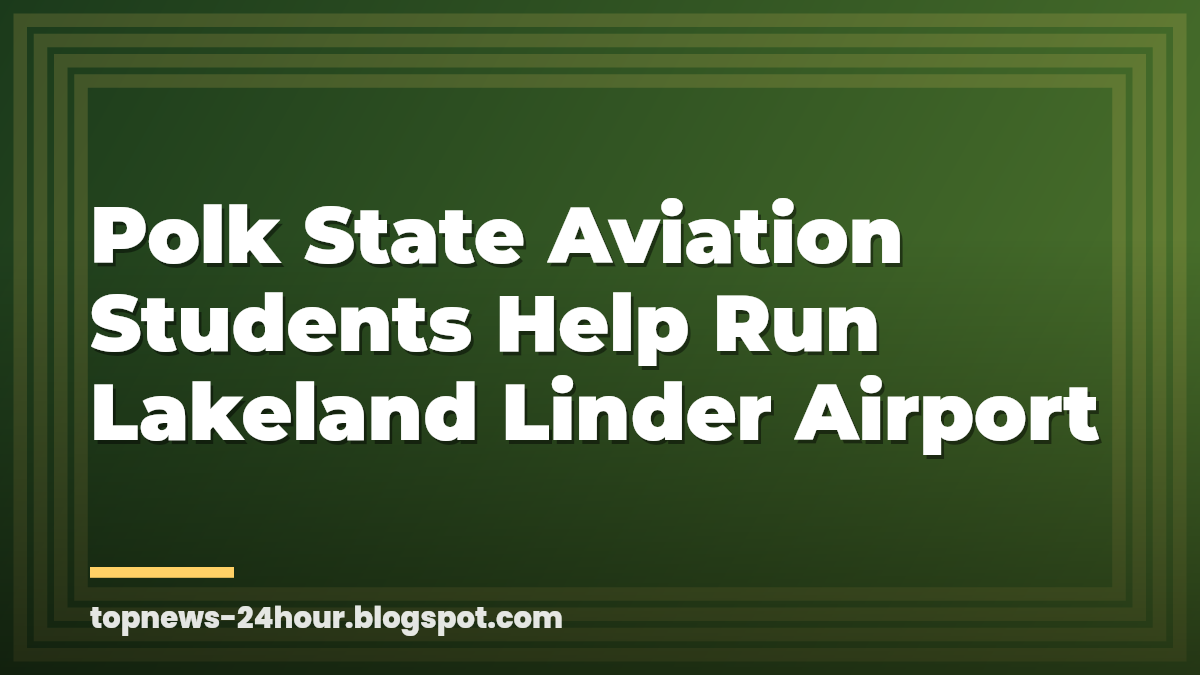 Polk State Aviation
Students Help Run
Lakeland Linder Airport
topnews-24hour.blogspot.com